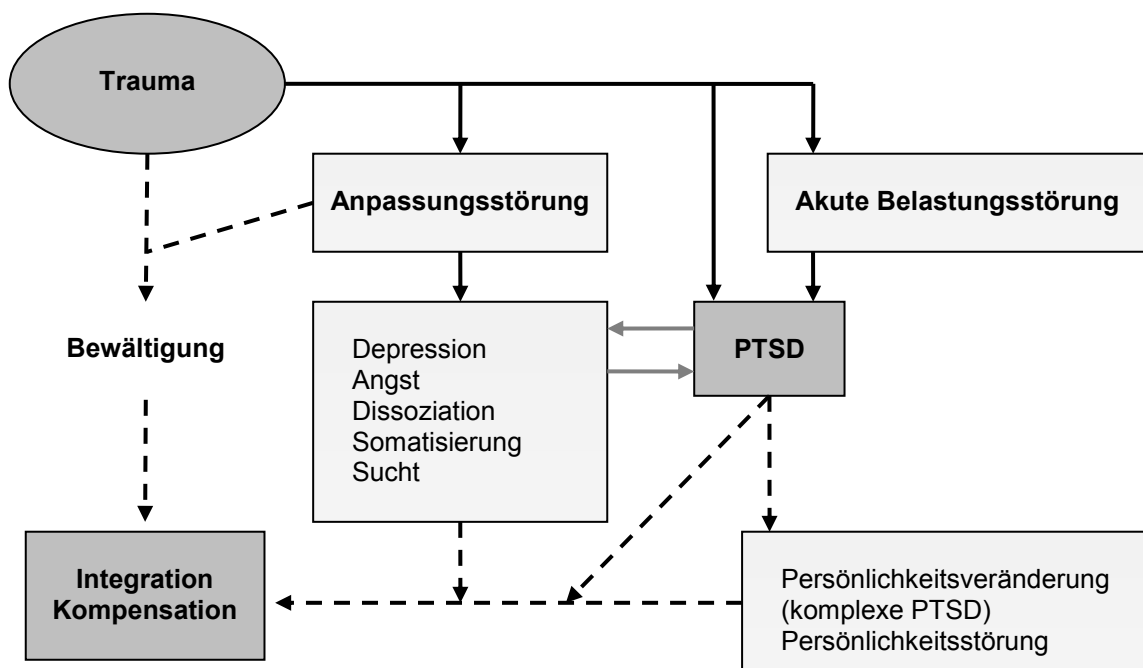 Trauma
Anpassungsstörung
Akute Belastungsstörung
Bewältigung
Depression
Angst
Dissoziation
Somatisierung
Sucht
PTSD
Integration
Kompensation
Persönlichkeitsveränderung
(komplexe PTSD)
Persönlichkeitsstörung